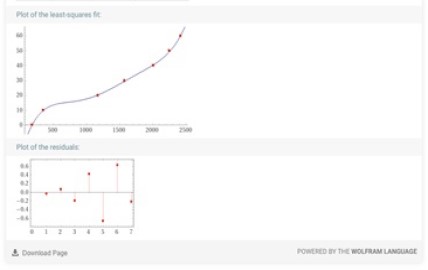 Plot of the least-squares fit:
60
50
40
30
20
10
0
500 1000 1500 2000 2500
Plot of the residuals:
0.6
0.4
0.2
0.0
-0.2
-0.4
-0.6
0 1 2 3 4 5 6 7
Download Page
POWERED BY THE WOLFRAM LANGUAGE